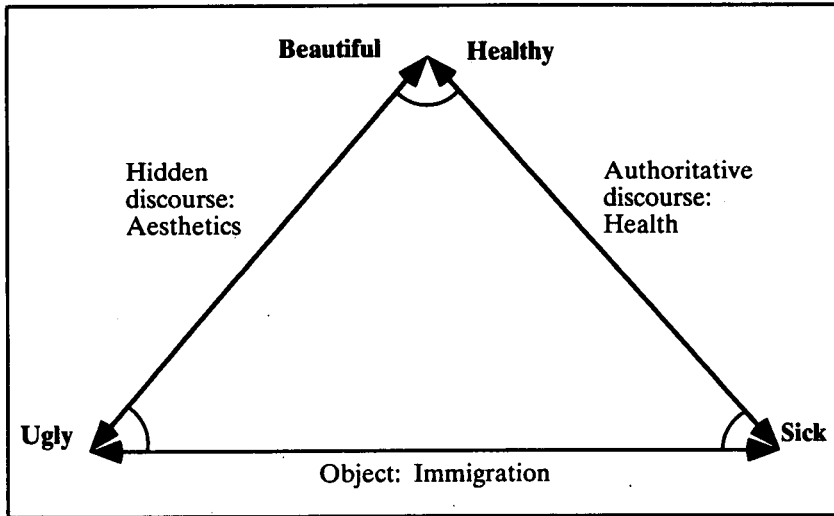 Beautiful Healthy
Hidden
discourse:
Aesthetics
Authoritative
discourse:
Health
Ugly
Sick
Object: Immigration